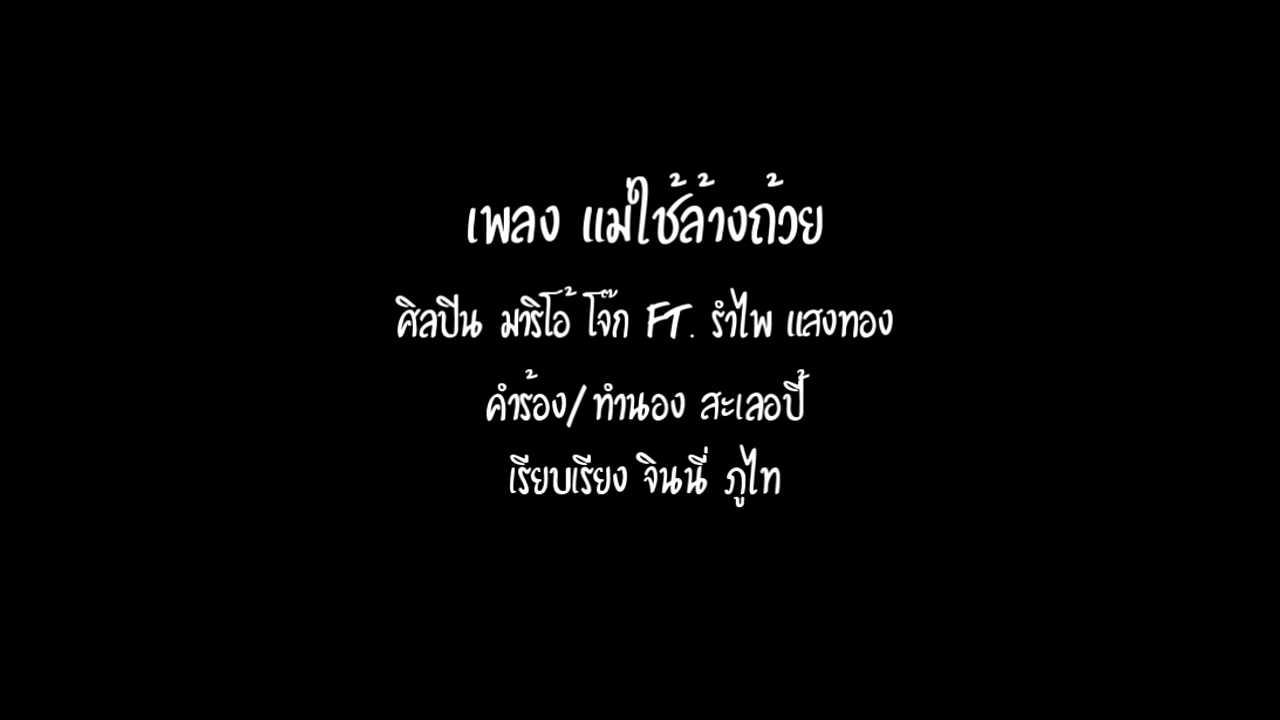 เพลง แม่ใช้ล้างถ้วย
ศิลปิน มาริโอ้ โจ๊ก FT. รำไพ แสงทอง
คำร้อง/ทำนอง สะเลอปี้
เรียบเรียง จินนี่ ภูไท